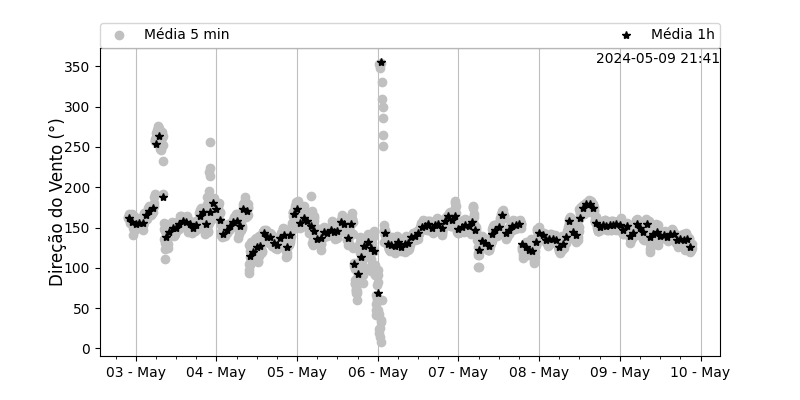 Média 5 min
Média 1h
2024-05-09 21:41
Direção do Vento (°)
350
300
250
200
150
100
50
0
03 - May 04 - May 05 - May 06 - May 07 - May 08 - May 09 - May 10 - May